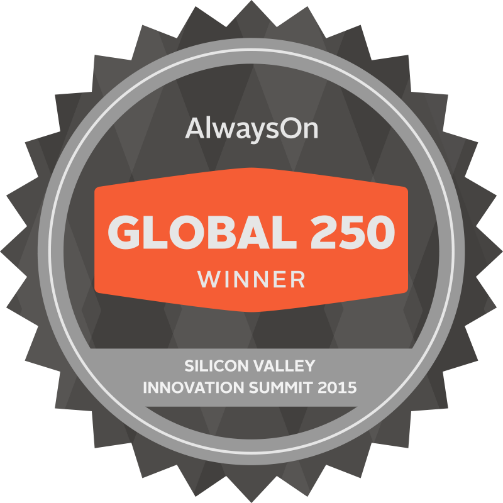 AlwaysOn
GLOBAL 250
WINNER
SILICON VALLEY
INNOVATION SUMMIT 2015